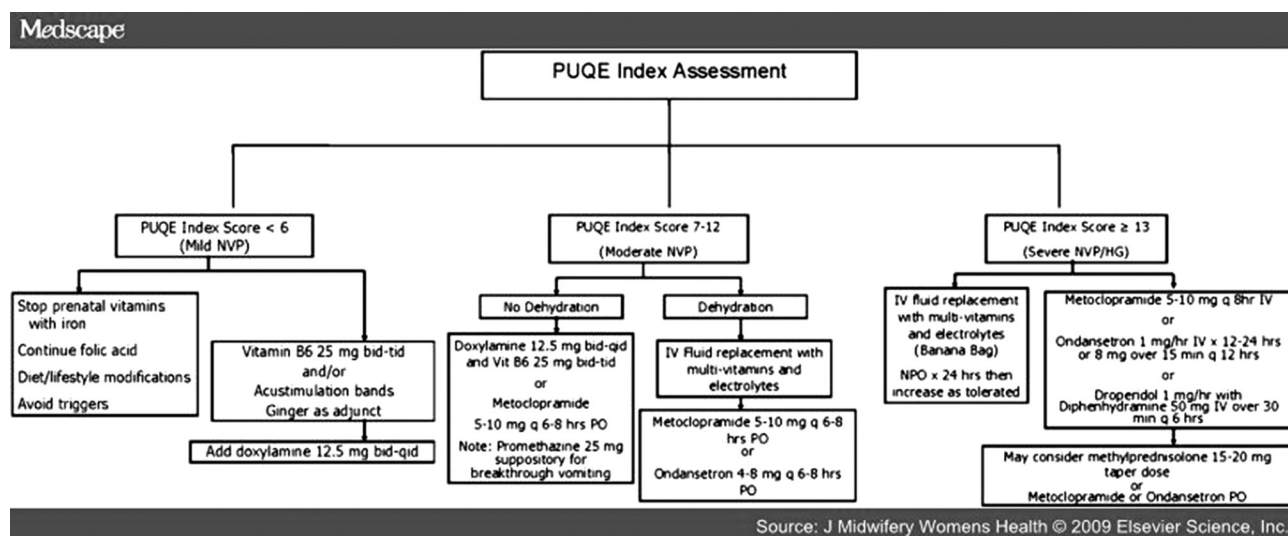 Medscape
PUQE Index Assessment
PUQE Index Score < 6
(Mild NVP)
Stop prenatal vitamins
with iron
Continue folic acid
Diet/lifestyle modifications
Avoid triggers
Vitamin B6 25 mg bid-tid
and/or
Acustimulation bands
Ginger as adjunct
Add doxylamine 12.5 mg bid-qid
PUQE Index Score 7-12
(Moderate NVP)
No Dehydration
Doxylamine 12.5 mg bid-qid
and Vit B6 25 mg bid-tid
or
Metoclopramide
5-10 mg q 6-8 hrs PO
Note: Promethazine 25 mg
suppository for
breakthrough vomiting
Dehydration
IV Fluid replacement with
multi-vitamins and
electrolytes
Metoclopramide 5-10 mg q 6-8
hrs PO
or
Ondansetron 4-8 mg q 6-8 hrs
PO
PUQE Index Score ≥ 13
(Severe NVP/HG)
IV fluid replacement
with multi-vitamins
and electrolytes
(Banana Bag)
NPO x 24 hrs then
increase as tolerated
Metoclopramide 5-10 mg q 8hr IV
or
Ondansetron 1 mg/hr IV x 12-24 hrs
or 8 mg over 15 min q 12 hrs
or
Dropendol 1 mg/hr with
Diphenhydramine 50 mg IV over 30
min q 6 hrs
May consider methylprednisolone 15-20 mg
taper dose
or
Metoclopramide or Ondansetron PO
Source: J Midwifery Womens Health © 2009 Elsevier Science, Inc.